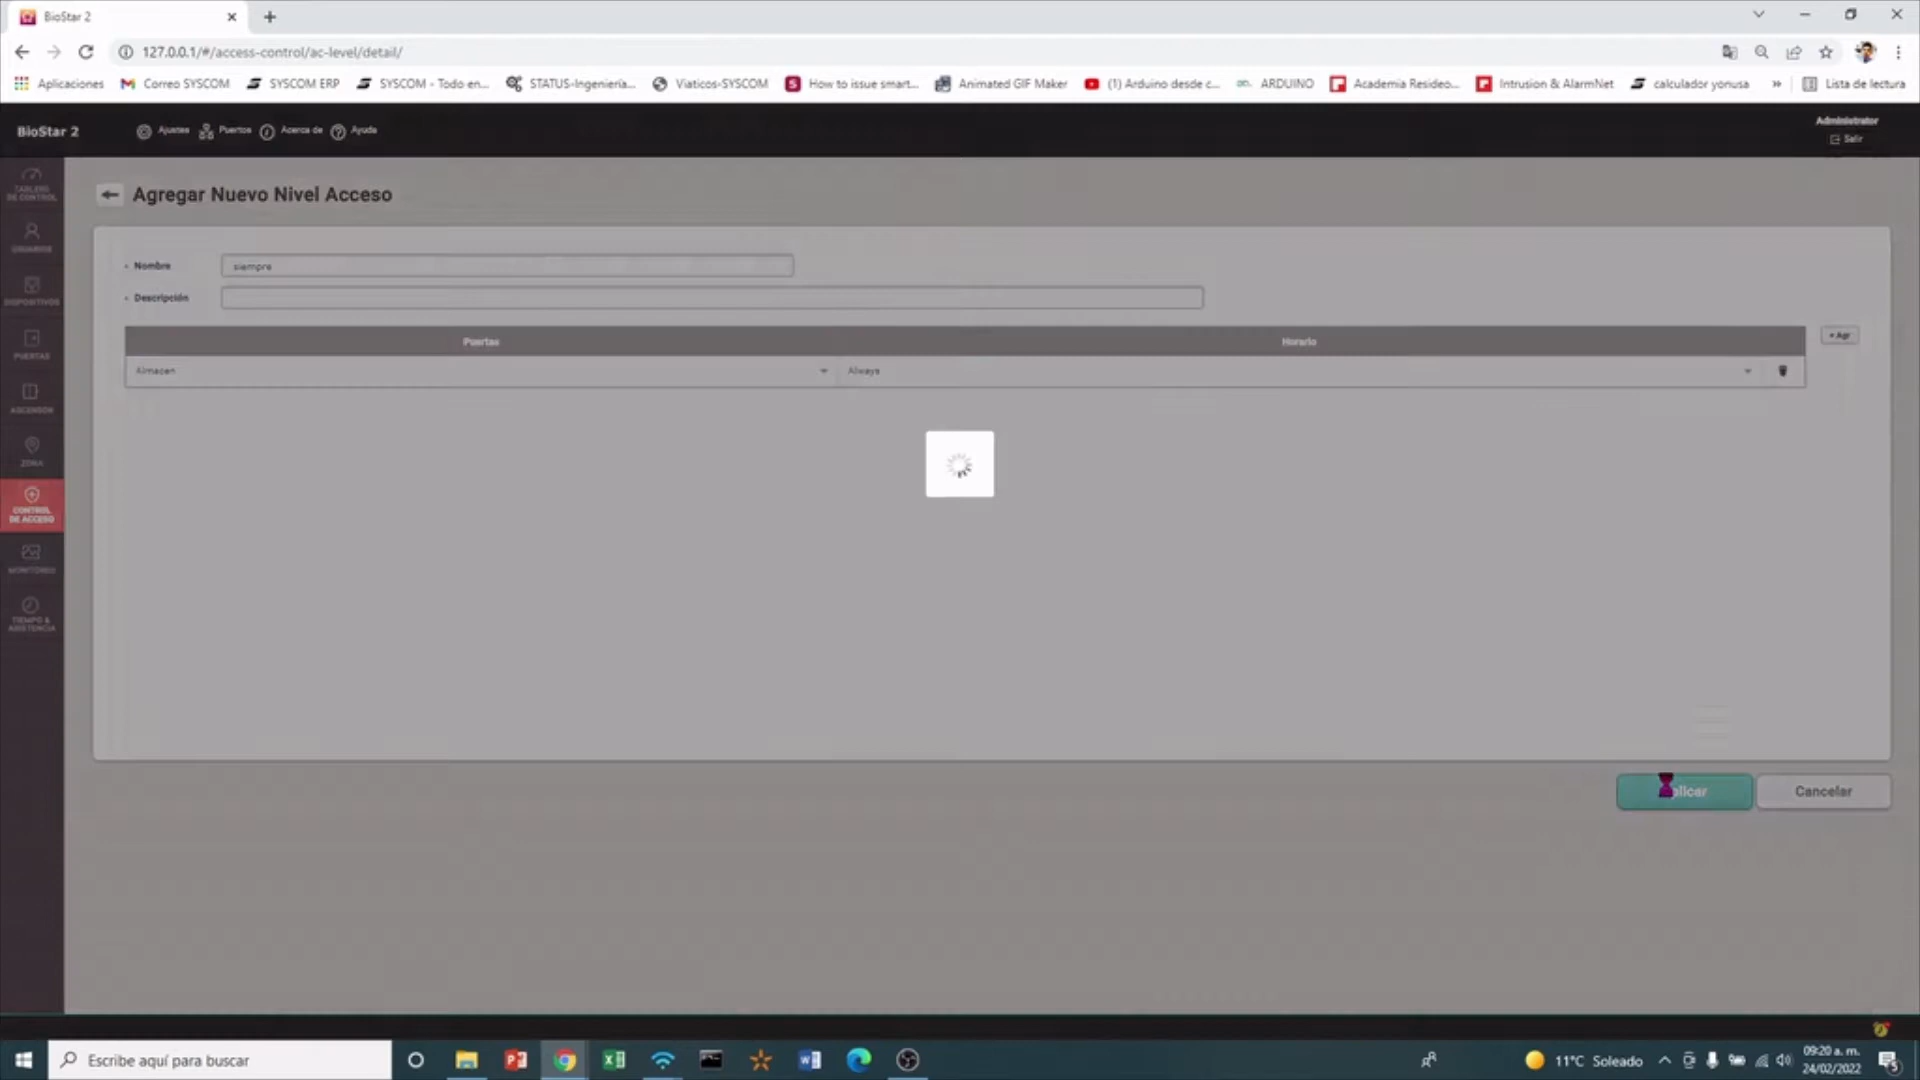 BioStar 2
127.0.0.1/#/access-control/ac-level/detail/
Aplicaciones
Correo SYSCOM
SYSCOM ERP
SYSCOM - Todo en...
STATUS-Ingeniería...
Viaticos-SYSCOM
How to issue smart...
Animated GIF Maker
(1) Arduino desde c...
ARDUINO
Academia Resideo...
Intrusion & AlarmNet
calculador yonusa
»
Lista de lectura
BioStar 2
Ajustes
Puertos
Acerca de
Ayuda
Administrator
Salir
TABLERO
DE CONTROL
USUARIOS
DISPOSITIVOS
PUERTAS
ASCENSOR
ZONA
CONTROL
DE ACCESO
MONITOREO
TIEMPO &
ASISTENCIA
Agregar Nuevo Nivel Acceso
• Nombre
siempre
• Descripción
Puertas
Horario
+ Agr
Almacen
Always
plicar
Cancelar
Escribe aquí para buscar
11°C Soleado
09:20 a. m.
24/02/2022
5